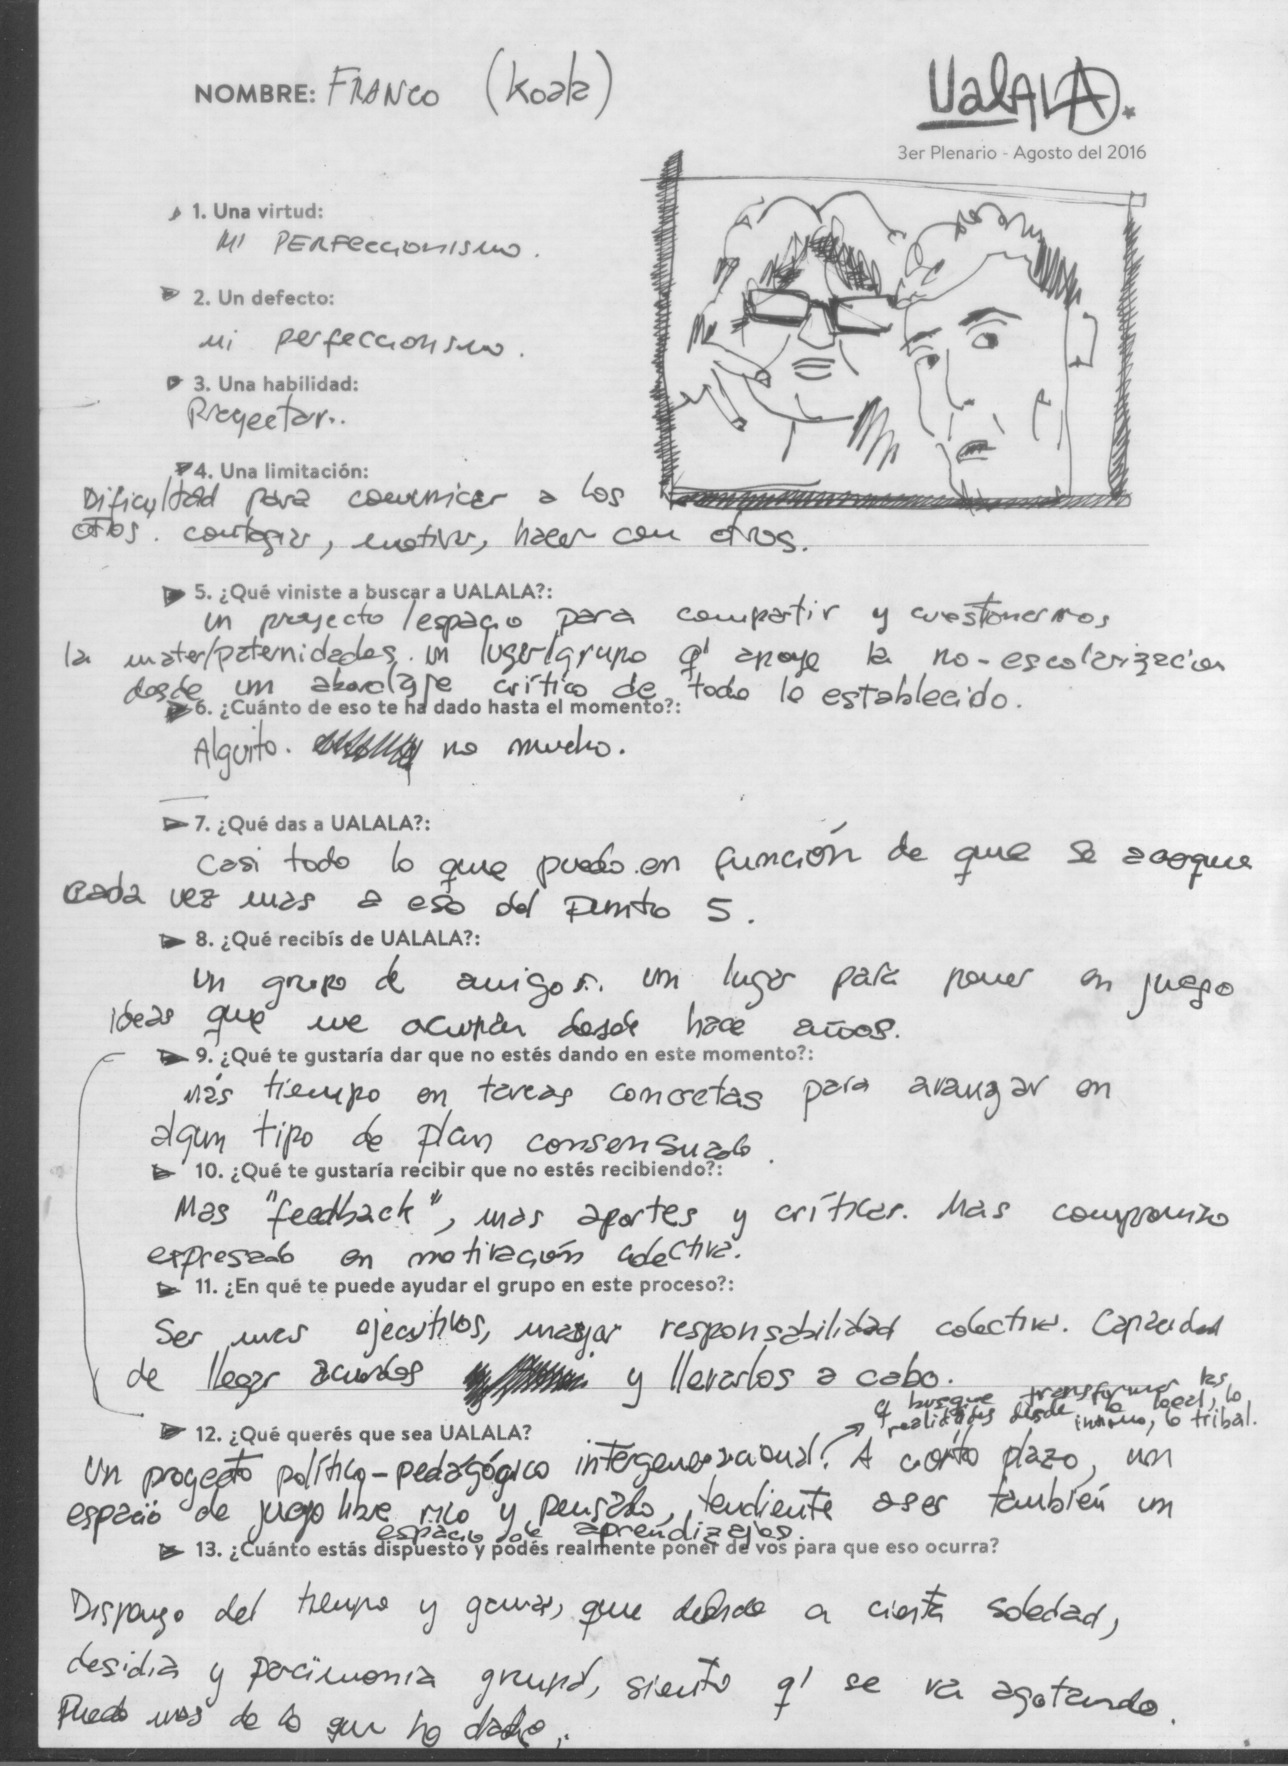 NOMBRE: FRANCO (koala)
UalALA.
3er Plenario - Agosto del 2016
1. Una virtud:
MI PERFeccionismo.
2. Un defecto:
mi perfeccionismo.
3. Una habilidad:
Proyectar..
4. Una limitación:
Dificultad para comunicar a los
otros. contagiar, motivar, hacer con otros.
5. ¿Qué viniste a buscar a UALALA?:
un proyecto/espacio para compartir y cuestionarnos
la mater/paternidades. un lugar/grupo q' apoye la no-escolarizacion
desde un abordaje crítico de todo lo establecido.
6. ¿Cuánto de eso te ha dado hasta el momento?:
Alguito. no mucho.
7. ¿Qué das a UALALA?:
Casi todo lo que puedo en función de que se acerque
cada vez mas a eso del punto 5.
8. ¿Qué recibís de UALALA?:
un grupo de amigos. un lugar para poner en juego
ideas que me ocupan desde hace años.
9. ¿Qué te gustaría dar que no estés dando en este momento?:
Más tiempo en tareas concretas para avanzar en
algun tipo de plan consensuado.
10. ¿Qué te gustaría recibir que no estés recibiendo?:
Mas "feedback", mas aportes y críticas. Mas compromiso
expresado en motivación colectiva.
11. ¿En qué te puede ayudar el grupo en este proceso?:
Ser mas ejecutivos, mayor responsabilidad colectiva. Capacidad
de llegar acuerdos y llevarlos a cabo.
q' busque transformar las
realidades desde lo local, lo
íntimo, lo tribal.
12. ¿Qué querés que sea UALALA?
Un proyecto político-pedagógico intergeneracional. A corto plazo, un
espacio de juego libre rico y pensado, tendiente a ser también un
espacio de aprendizajes.
13. ¿Cuánto estás dispuesto y podés realmente poner de vos para que eso ocurra?
Dispongo del tiempo y ganas, que debido a cierta soledad,
desidia y parcimonia grupal, siento q' se va agotando.
Puedo mas de lo que he dado.